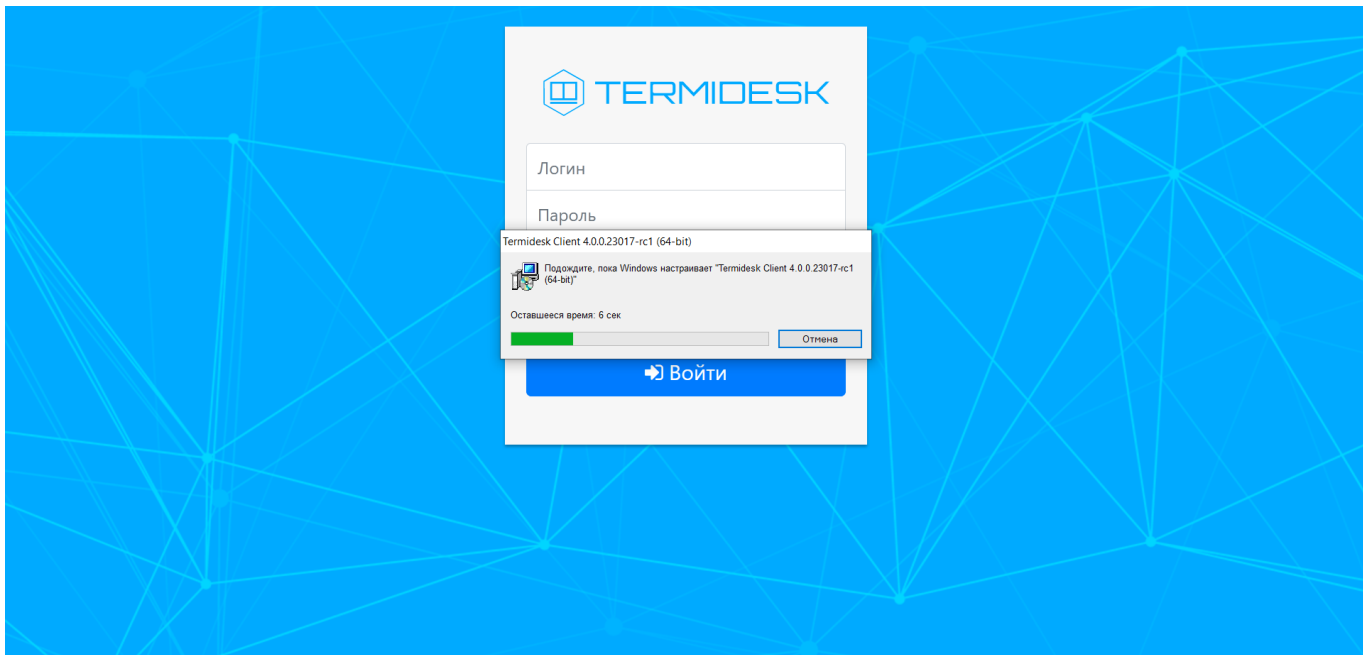 TERMIDESK
Логин
Пароль
Termidesk Client 4.0.0.23017-rc1 (64-bit)
Подождите, пока Windows настраивает "Termidesk Client 4.0.0.23017-rc1
(64-bit)"
Оставшееся время: 6 сек
Отмена
Войти